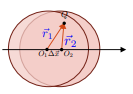 q
r⃗₁
r⃗₂
O₁ Δx⃗ O₂